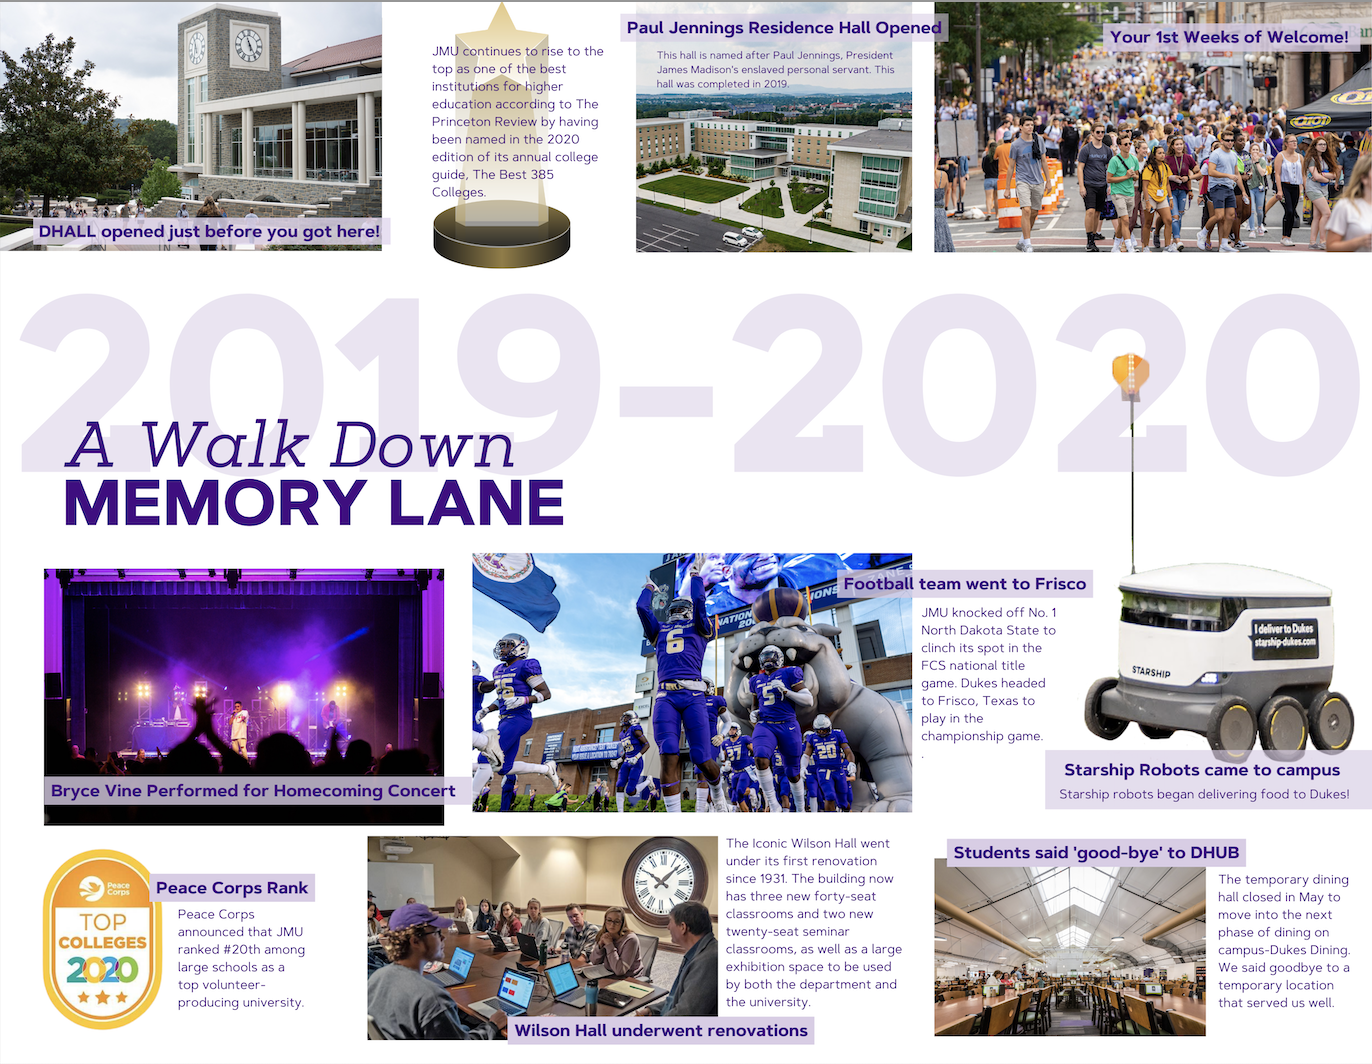 DHALL opened just before you got here!
JMU continues to rise to the
top as one of the best
institutions for higher
education according to The
Princeton Review by having
been named in the 2020
edition of its annual college
guide, The Best 385
Colleges.
Paul Jennings Residence Hall Opened
This hall is named after Paul Jennings, President
James Madison's enslaved personal servant. This
hall was completed in 2019.
Your 1st Weeks of Welcome!
2019-2020
A Walk Down
MEMORY LANE
Bryce Vine Performed for Homecoming Concert
Football team went to Frisco
JMU knocked off No. 1
North Dakota State to
clinch its spot in the
FCS national title
game. Dukes headed
to Frisco, Texas to
play in the
championship game.
.
6
5
37
20
I deliver to Dukes
starship-dukes.com
STARSHIP
Starship Robots came to campus
Starship robots began delivering food to Dukes!
Peace
Corps
TOP
COLLEGES
2020
Peace Corps Rank
Peace Corps
announced that JMU
ranked #20th among
large schools as a
top volunteer-
producing university.
The Iconic Wilson Hall went
under its first renovation
since 1931. The building now
has three new forty-seat
classrooms and two new
twenty-seat seminar
classrooms, as well as a large
exhibition space to be used
by both the department and
the university.
Wilson Hall underwent renovations
Students said 'good-bye' to DHUB
The temporary dining
hall closed in May to
move into the next
phase of dining on
campus-Dukes Dining.
We said goodbye to a
temporary location
that served us well.